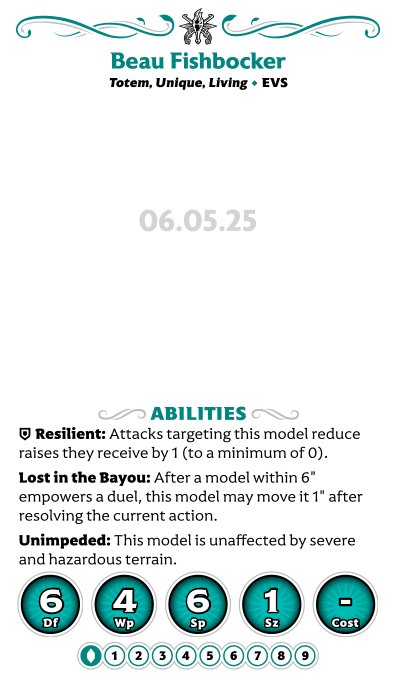 Beau Fishbocker
Totem, Unique, Living ⬥ EVS
06.05.25
ABILITIES
Resilient: Attacks targeting this model reduce
raises they receive by 1 (to a minimum of 0).
Lost in the Bayou: After a model within 6"
empowers a duel, this model may move it 1" after
resolving the current action.
Unimpeded: This model is unaffected by severe
and hazardous terrain.
6 4 6 1 -
Df Wp Sp Sz Cost
1 2 3 4 5 6 7 8 9